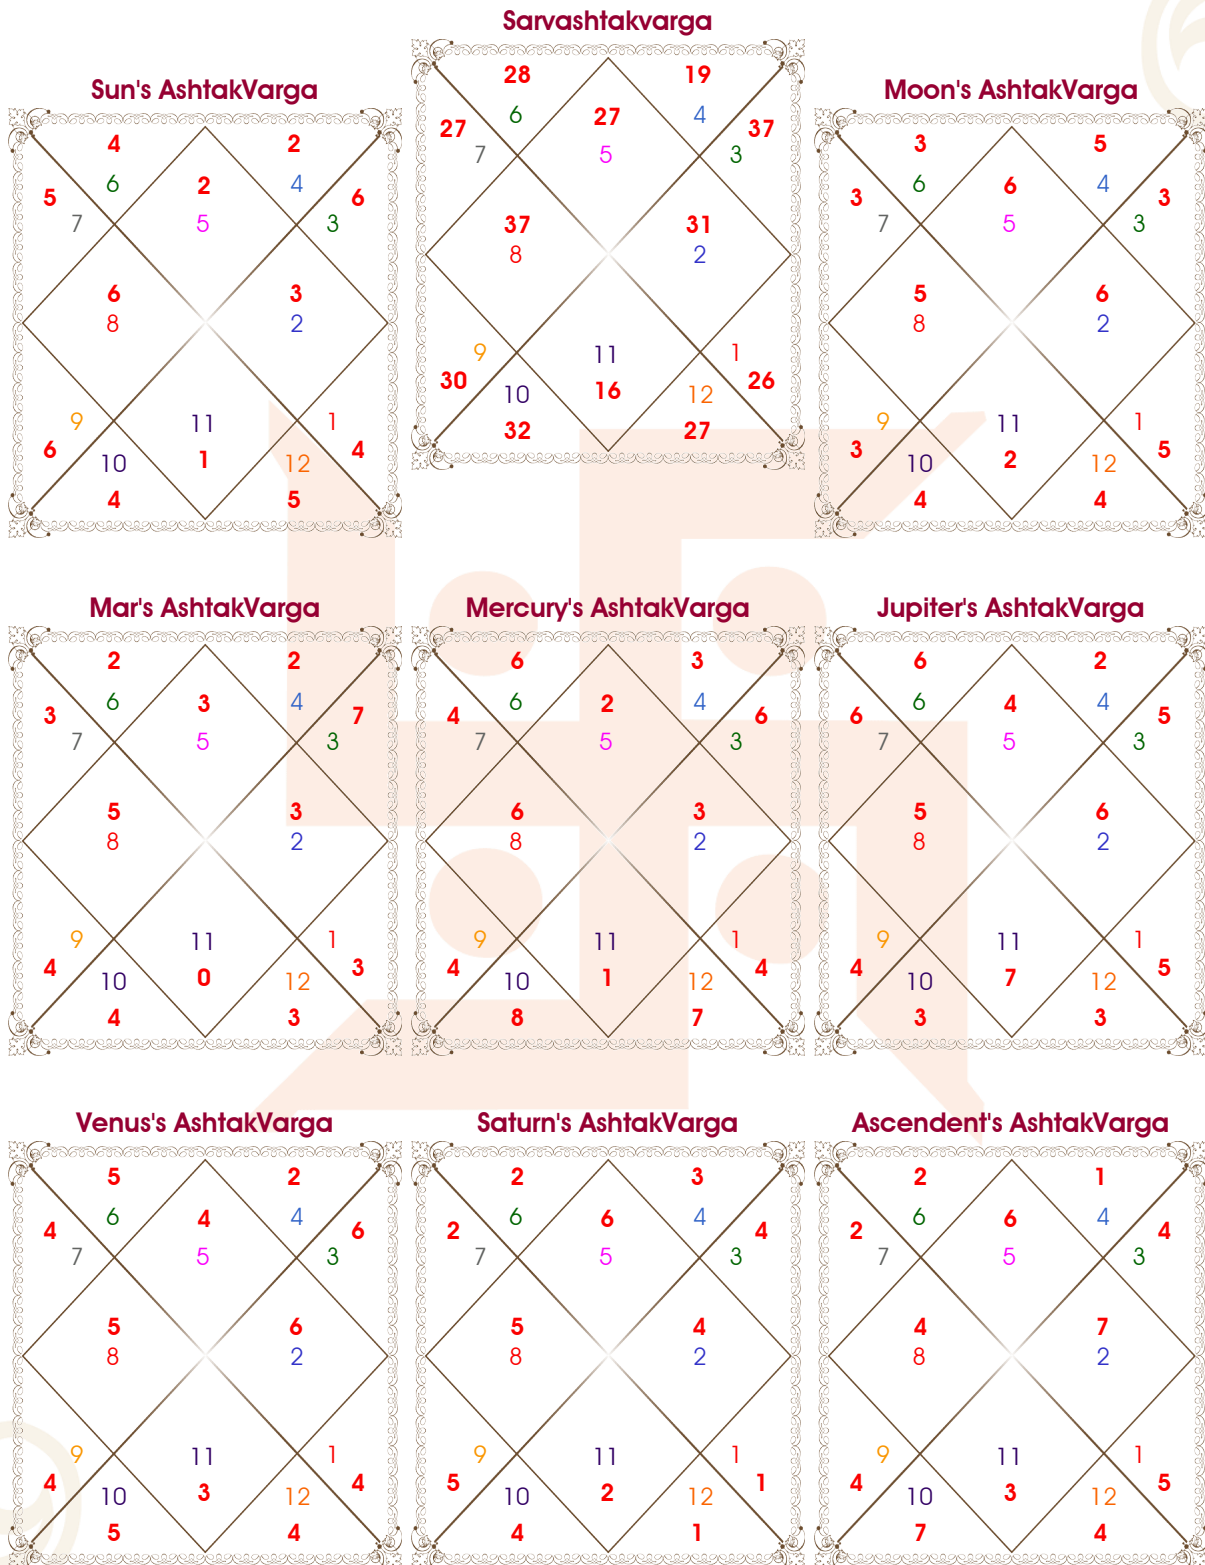 Sarvashtakvarga
28 19
6 27 4
27 37
7 5 3
37 31
8 2
9 11 1
30 16 26
10 12
32 27
Sun's AshtakVarga
4 2
6 2 4
5 6
7 5 3
6 3
8 2
9 11 1
6 1 4
10 12
4 5
Moon's AshtakVarga
3 5
6 6 4
3 3
7 5 3
5 6
8 2
9 11 1
3 2 5
10 12
4 4
Mar's AshtakVarga
2 2
6 3 4
3 7
7 5 3
5 3
8 2
9 11 1
4 0 3
10 12
4 3
Mercury's AshtakVarga
6 3
6 2 4
4 6
7 5 3
6 3
8 2
9 11 1
4 1 4
10 12
8 7
Jupiter's AshtakVarga
6 2
6 4 4
6 5
7 5 3
5 6
8 2
9 11 1
4 7 5
10 12
3 3
Venus's AshtakVarga
5 2
6 4 4
4 6
7 5 3
5 6
8 2
9 11 1
4 3 4
10 12
5 4
Saturn's AshtakVarga
2 3
6 6 4
2 4
7 5 3
5 4
8 2
9 11 1
5 2 1
10 12
4 1
Ascendent's AshtakVarga
2 1
6 6 4
2 4
7 5 3
4 7
8 2
9 11 1
4 3 5
10 12
7 4